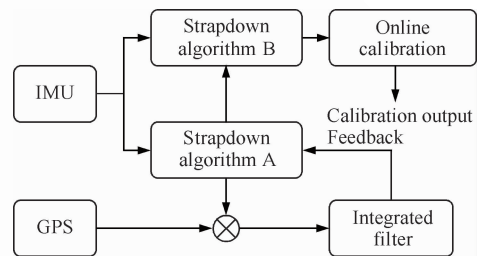 Strapdown
algorithm B
Online
calibration
IMU
Calibration output
Feedback
Strapdown
algorithm A
GPS
Integrated
filter